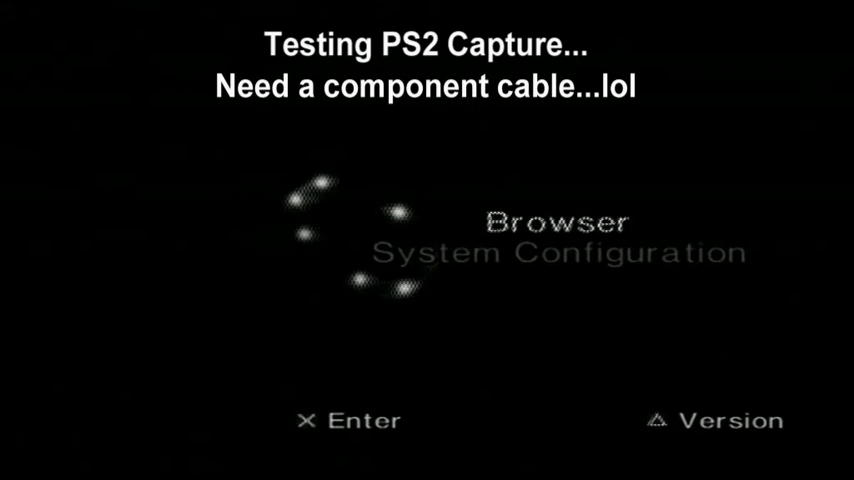 Testing PS2 Capture...
Need a component cable...lol
Browser
System Configuration
Enter
Version